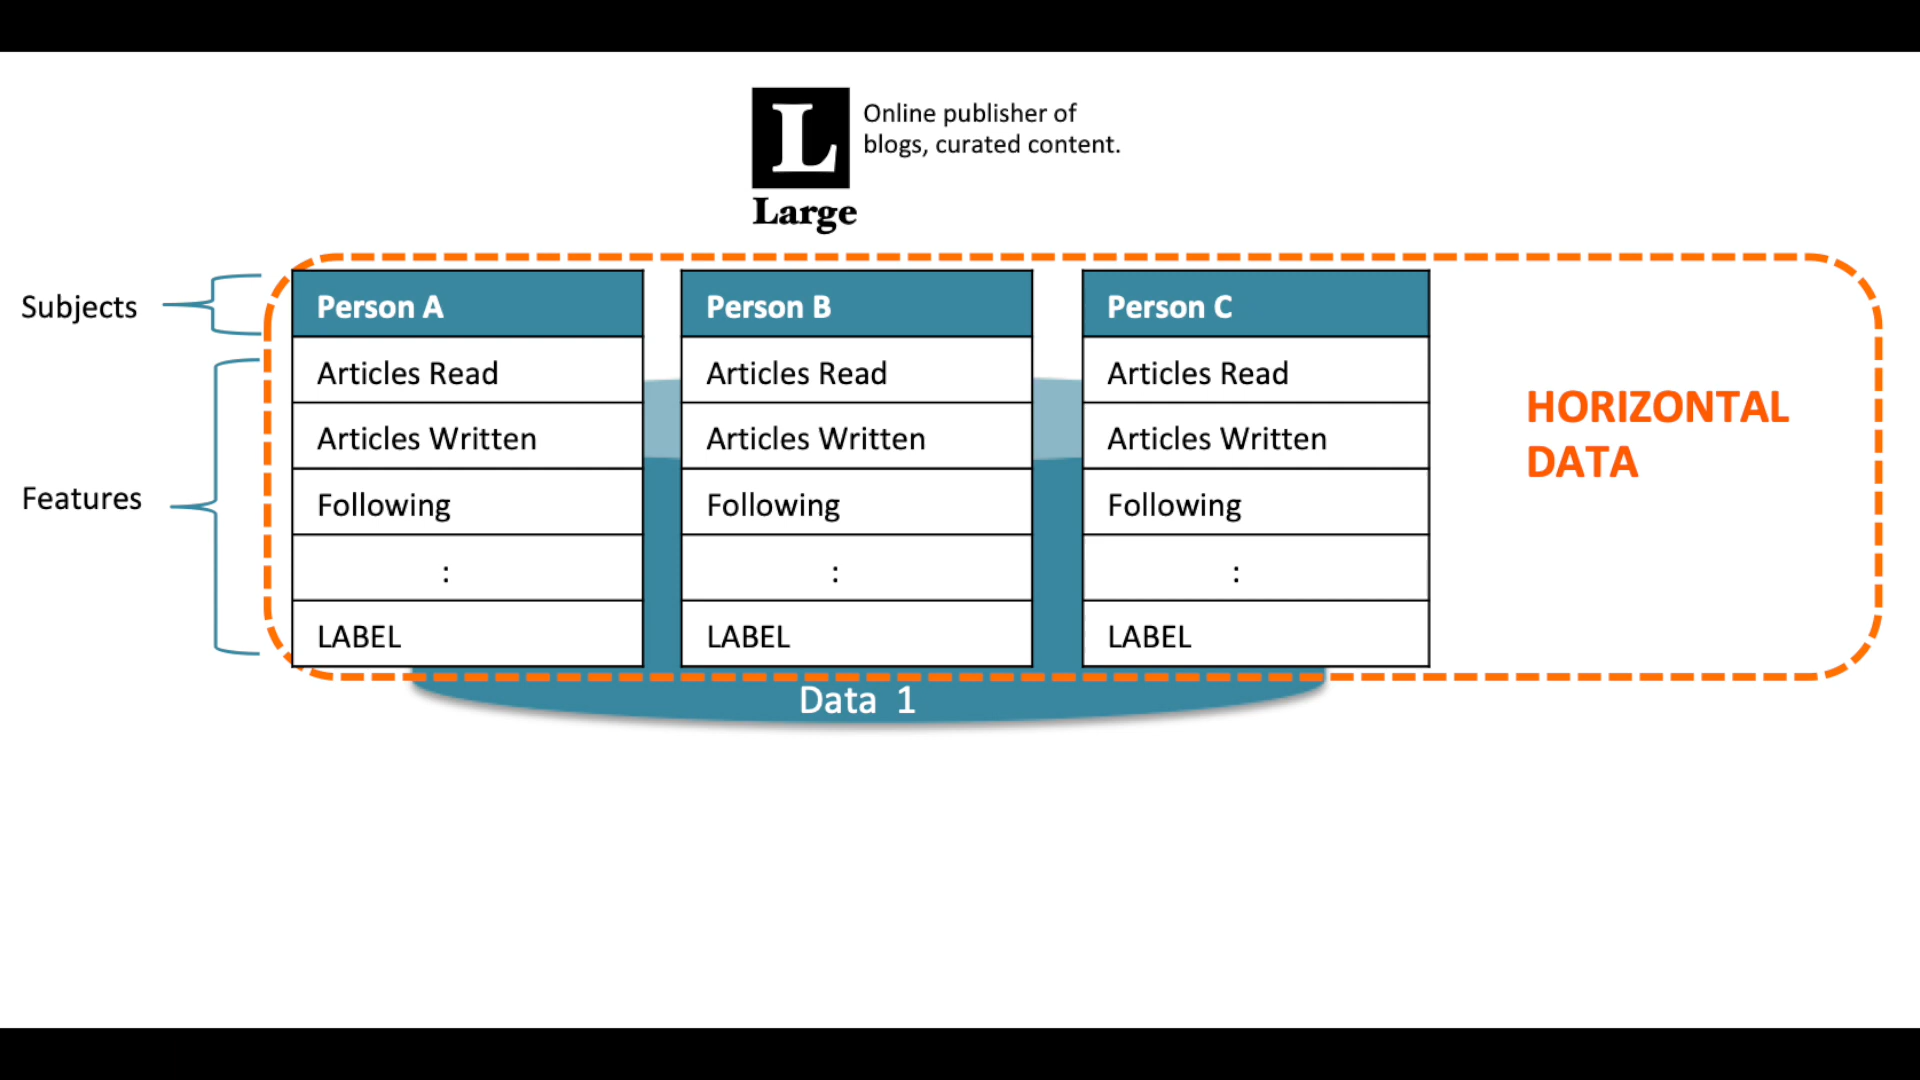 L
Online publisher of
blogs, curated content.
Large
Subjects
Features
Person A
Articles Read
Articles Written
Following
:
LABEL
Person B
Articles Read
Articles Written
Following
:
LABEL
Person C
Articles Read
Articles Written
Following
:
LABEL
HORIZONTAL
DATA
Data 1